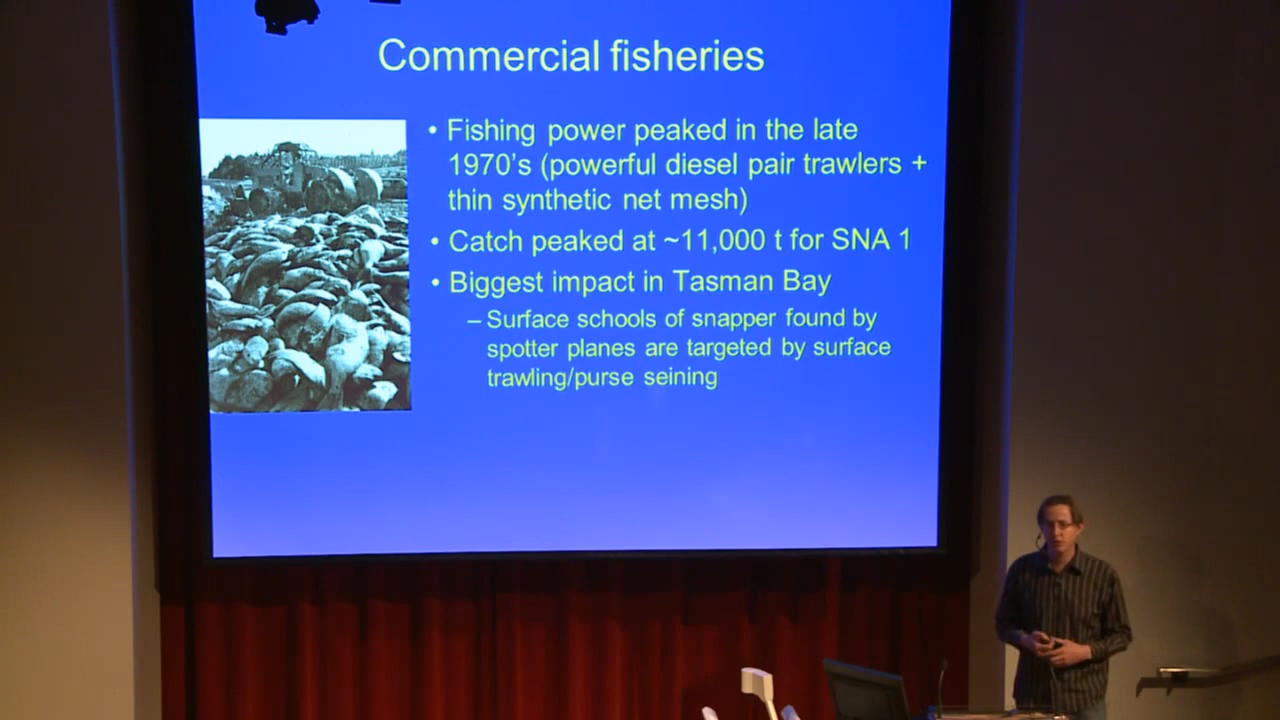 Commercial fisheries
• Fishing power peaked in the late
1970's (powerful diesel pair trawlers +
thin synthetic net mesh)
• Catch peaked at ~11,000 t for SNA 1
• Biggest impact in Tasman Bay
– Surface schools of snapper found by
spotter planes are targeted by surface
trawling/purse seining